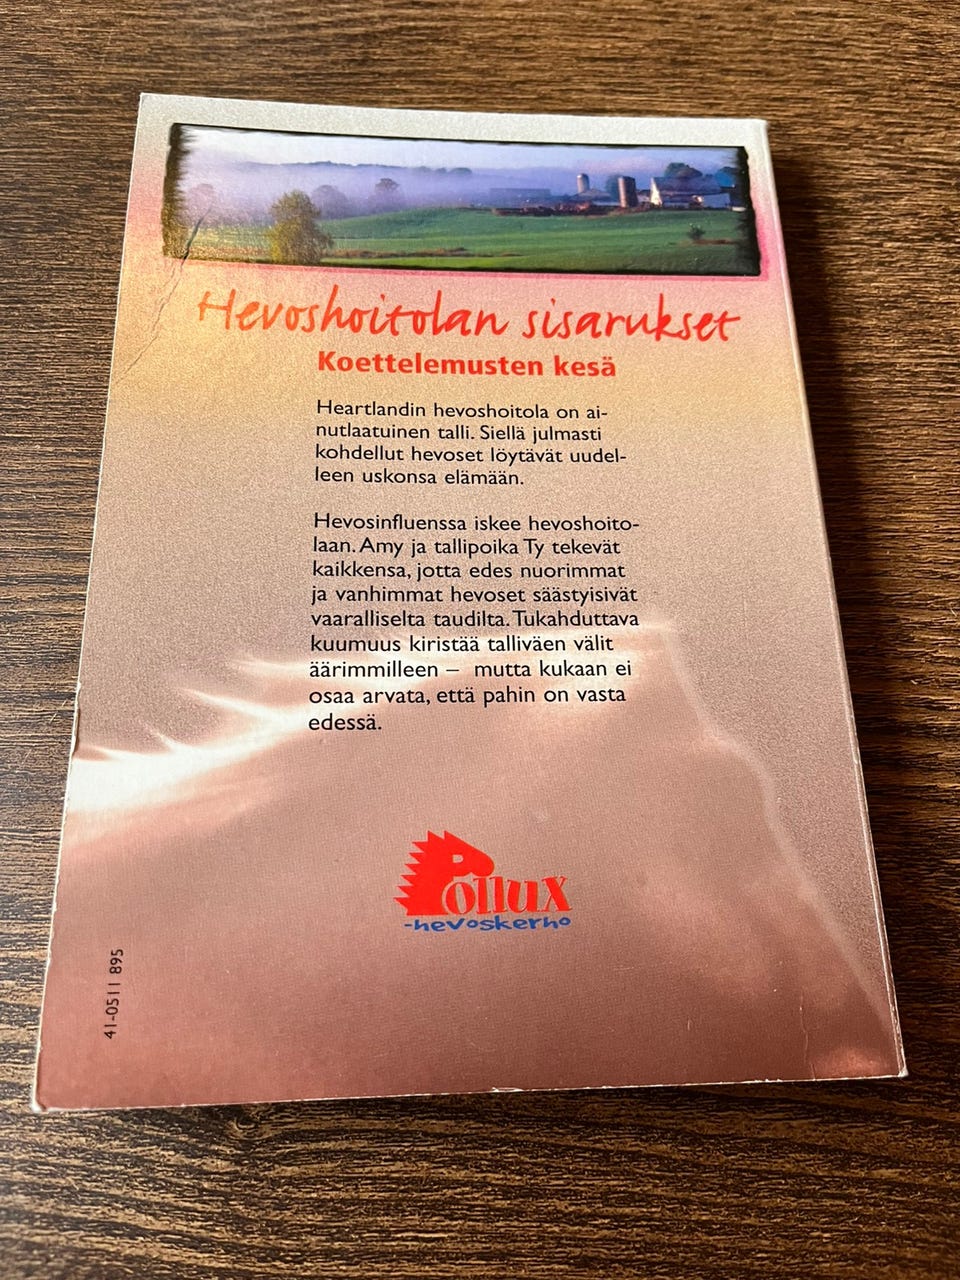 Hevoshoitolan sisarukset
Koettelemusten kesä
Heartlandin hevoshoitola on ai-
nutlaatuinen talli. Siellä julmasti
kohdellut hevoset löytävät uudel-
leen uskonsa elämään.
Hevosinfluenssa iskee hevoshoito-
laan. Amy ja tallipoika Ty tekevät
kaikkensa, jotta edes nuorimmat
ja vanhimmat hevoset säästyisivät
vaaralliselta taudilta. Tukahduttava
kuumuus kiristää talliväen välit
äärimmilleen – mutta kukaan ei
osaa arvata, että pahin on vasta
edessä.
Pollux
-hevoskerho
41-0511 895